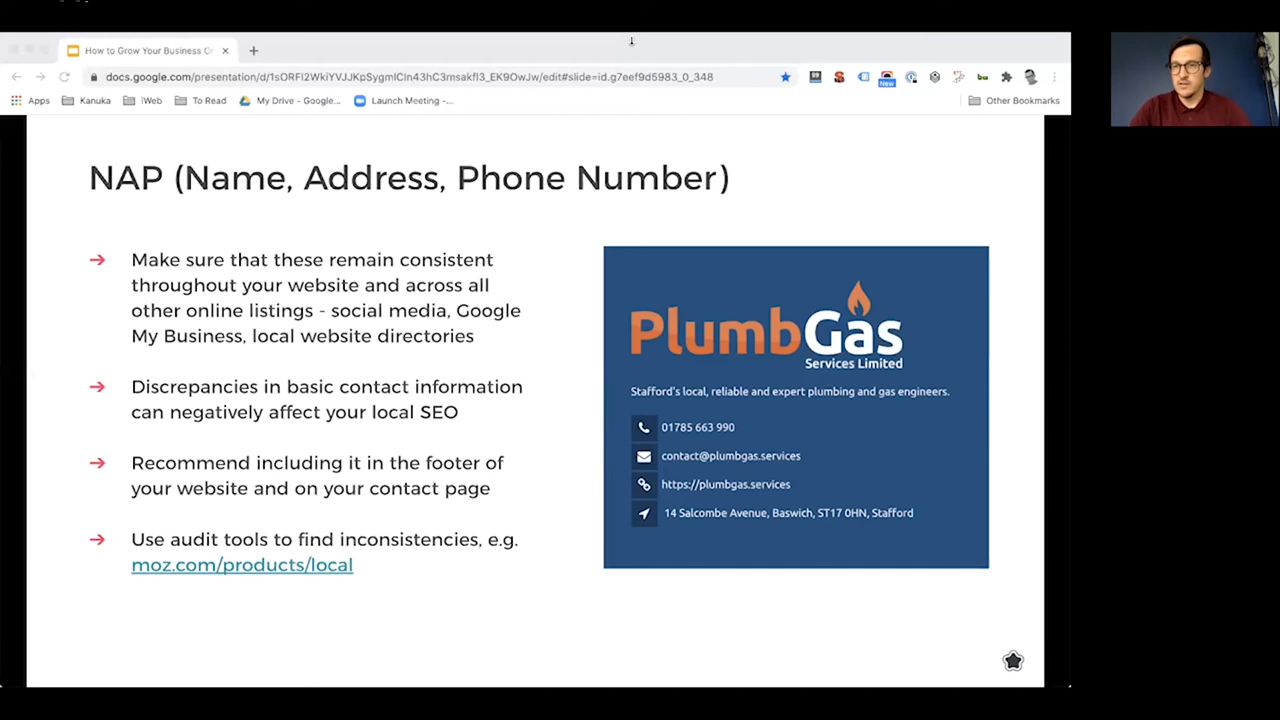 How to Grow Your Business O
docs.google.com/presentation/d/1sORFI2WkiYVJJKpSygmlCln43hC3msakfI3_EK9OwJw/edit#slide=id.g7eef9d5983_0_348
New
Apps
Kanuka
iWeb
To Read
My Drive - Google...
Launch Meeting -...
Other Bookmarks
NAP (Name, Address, Phone Number)
Make sure that these remain consistent
throughout your website and across all
other online listings - social media, Google
My Business, local website directories
Discrepancies in basic contact information
can negatively affect your local SEO
Recommend including it in the footer of
your website and on your contact page
Use audit tools to find inconsistencies, e.g.
moz.com/products/local
PlumbGas
Services Limited
Stafford's local, reliable and expert plumbing and gas engineers.
01785 663 990
contact@plumbgas.services
https://plumbgas.services
14 Salcombe Avenue, Baswich, ST17 0HN, Stafford